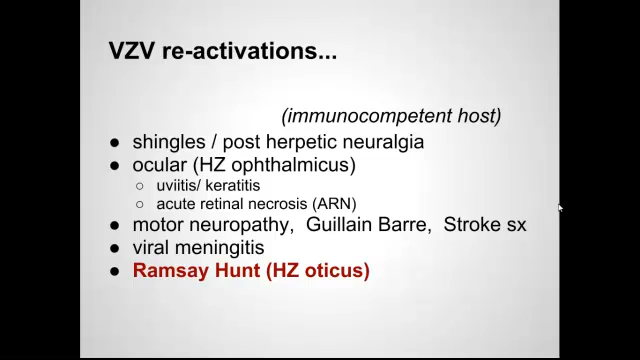 VZV re-activations...
(immunocompetent host)
● shingles / post herpetic neuralgia
● ocular (HZ ophthalmicus)
○ uviitis/ keratitis
○ acute retinal necrosis (ARN)
● motor neuropathy, Guillain Barre, Stroke sx
● viral meningitis
● Ramsay Hunt (HZ oticus)